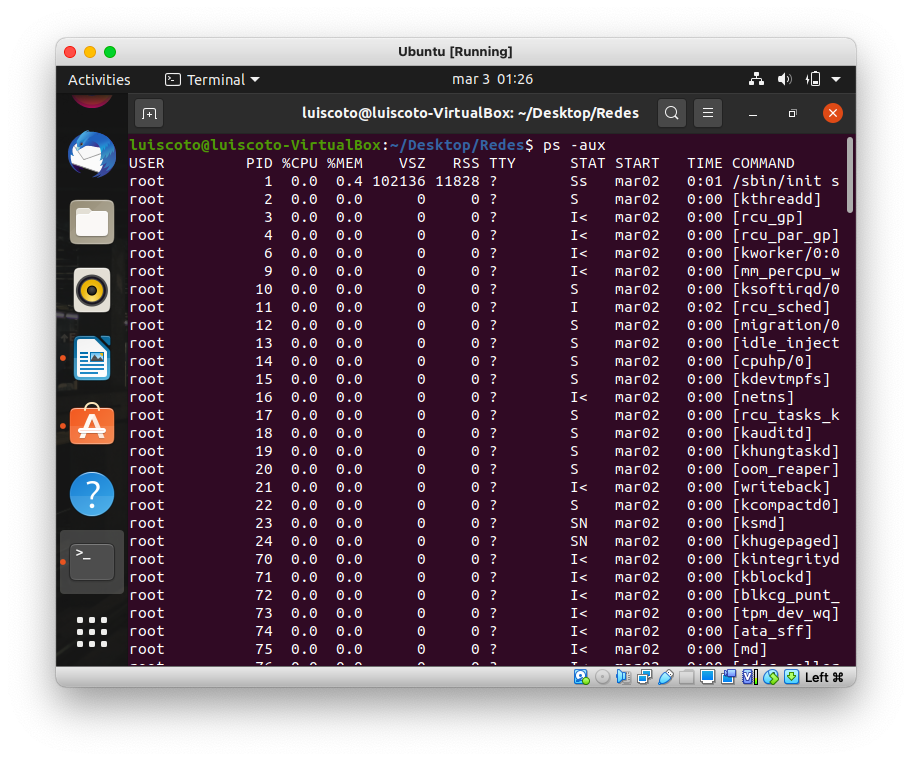 Ubuntu [Running]
Activities Terminal mar 3 01:26
luiscoto@luiscoto-VirtualBox: ~/Desktop/Redes
luiscoto@luiscoto-VirtualBox:~/Desktop/Redes$ ps -aux
USER PID %CPU %MEM VSZ RSS TTY STAT START TIME COMMAND
root 1 0.0 0.4 102136 11828 ? Ss mar02 0:01 /sbin/init s
root 2 0.0 0.0 0 0 ? S mar02 0:00 [kthreadd]
root 3 0.0 0.0 0 0 ? I< mar02 0:00 [rcu_gp]
root 4 0.0 0.0 0 0 ? I< mar02 0:00 [rcu_par_gp]
root 6 0.0 0.0 0 0 ? I< mar02 0:00 [kworker/0:0
root 9 0.0 0.0 0 0 ? I< mar02 0:00 [mm_percpu_w
root 10 0.0 0.0 0 0 ? S mar02 0:00 [ksoftirqd/0
root 11 0.0 0.0 0 0 ? I mar02 0:02 [rcu_sched]
root 12 0.0 0.0 0 0 ? S mar02 0:00 [migration/0
root 13 0.0 0.0 0 0 ? S mar02 0:00 [idle_inject
root 14 0.0 0.0 0 0 ? S mar02 0:00 [cpuhp/0]
root 15 0.0 0.0 0 0 ? S mar02 0:00 [kdevtmpfs]
root 16 0.0 0.0 0 0 ? I< mar02 0:00 [netns]
root 17 0.0 0.0 0 0 ? S mar02 0:00 [rcu_tasks_k
root 18 0.0 0.0 0 0 ? S mar02 0:00 [kauditd]
root 19 0.0 0.0 0 0 ? S mar02 0:00 [khungtaskd]
root 20 0.0 0.0 0 0 ? S mar02 0:00 [oom_reaper]
root 21 0.0 0.0 0 0 ? I< mar02 0:00 [writeback]
root 22 0.0 0.0 0 0 ? S mar02 0:00 [kcompactd0]
root 23 0.0 0.0 0 0 ? SN mar02 0:00 [ksmd]
root 24 0.0 0.0 0 0 ? SN mar02 0:00 [khugepaged]
root 70 0.0 0.0 0 0 ? I< mar02 0:00 [kintegrityd
root 71 0.0 0.0 0 0 ? I< mar02 0:00 [kblockd]
root 72 0.0 0.0 0 0 ? I< mar02 0:00 [blkcg_punt_
root 73 0.0 0.0 0 0 ? I< mar02 0:00 [tpm_dev_wq]
root 74 0.0 0.0 0 0 ? I< mar02 0:00 [ata_sff]
root 75 0.0 0.0 0 0 ? I< mar02 0:00 [md]
Left ⌘